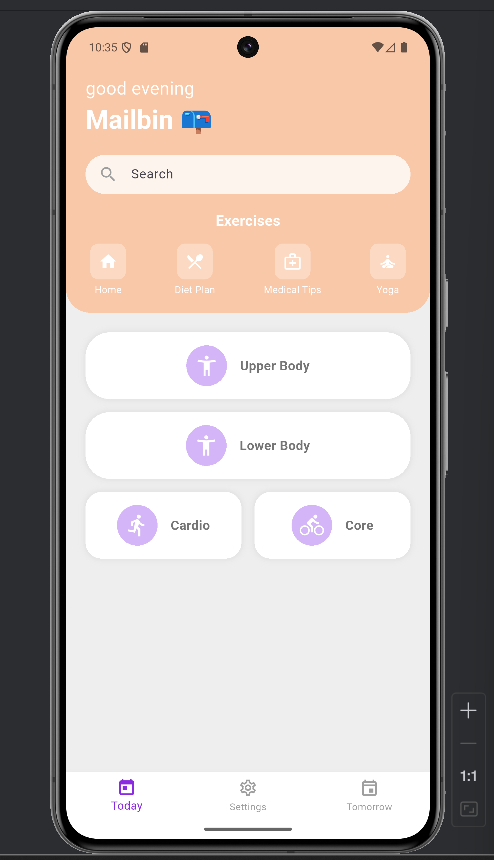 10:35
good evening
Mailbin 📪
Search
Exercises
Home Diet Plan Medical Tips Yoga
Upper Body
Lower Body
Cardio Core
Today Settings Tomorrow
1:1